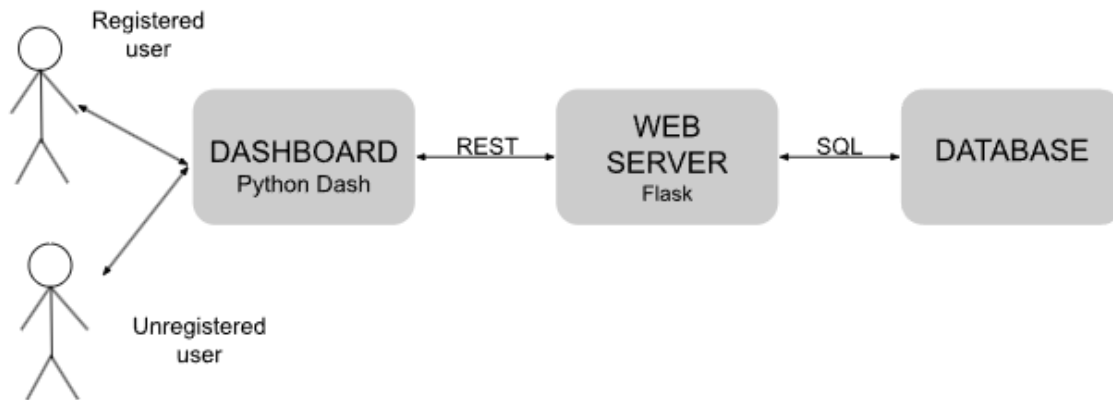 Registered
user
DASHBOARD
Python Dash
REST
WEB
SERVER
Flask
SQL
DATABASE
Unregistered
user